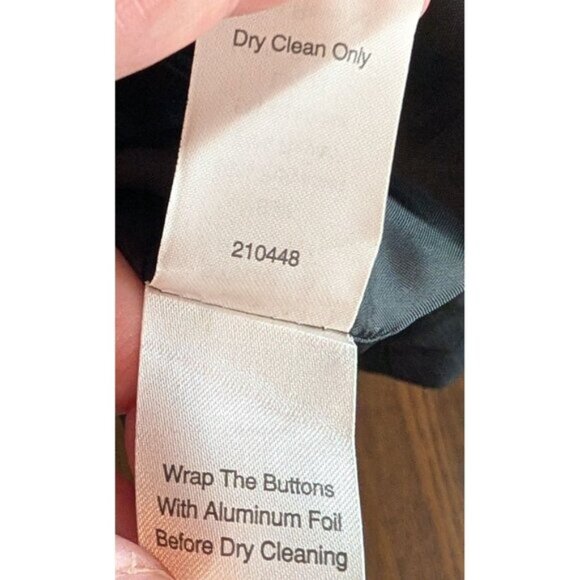 Dry Clean Only
210448
Wrap The Buttons
With Aluminum Foil
Before Dry Cleaning